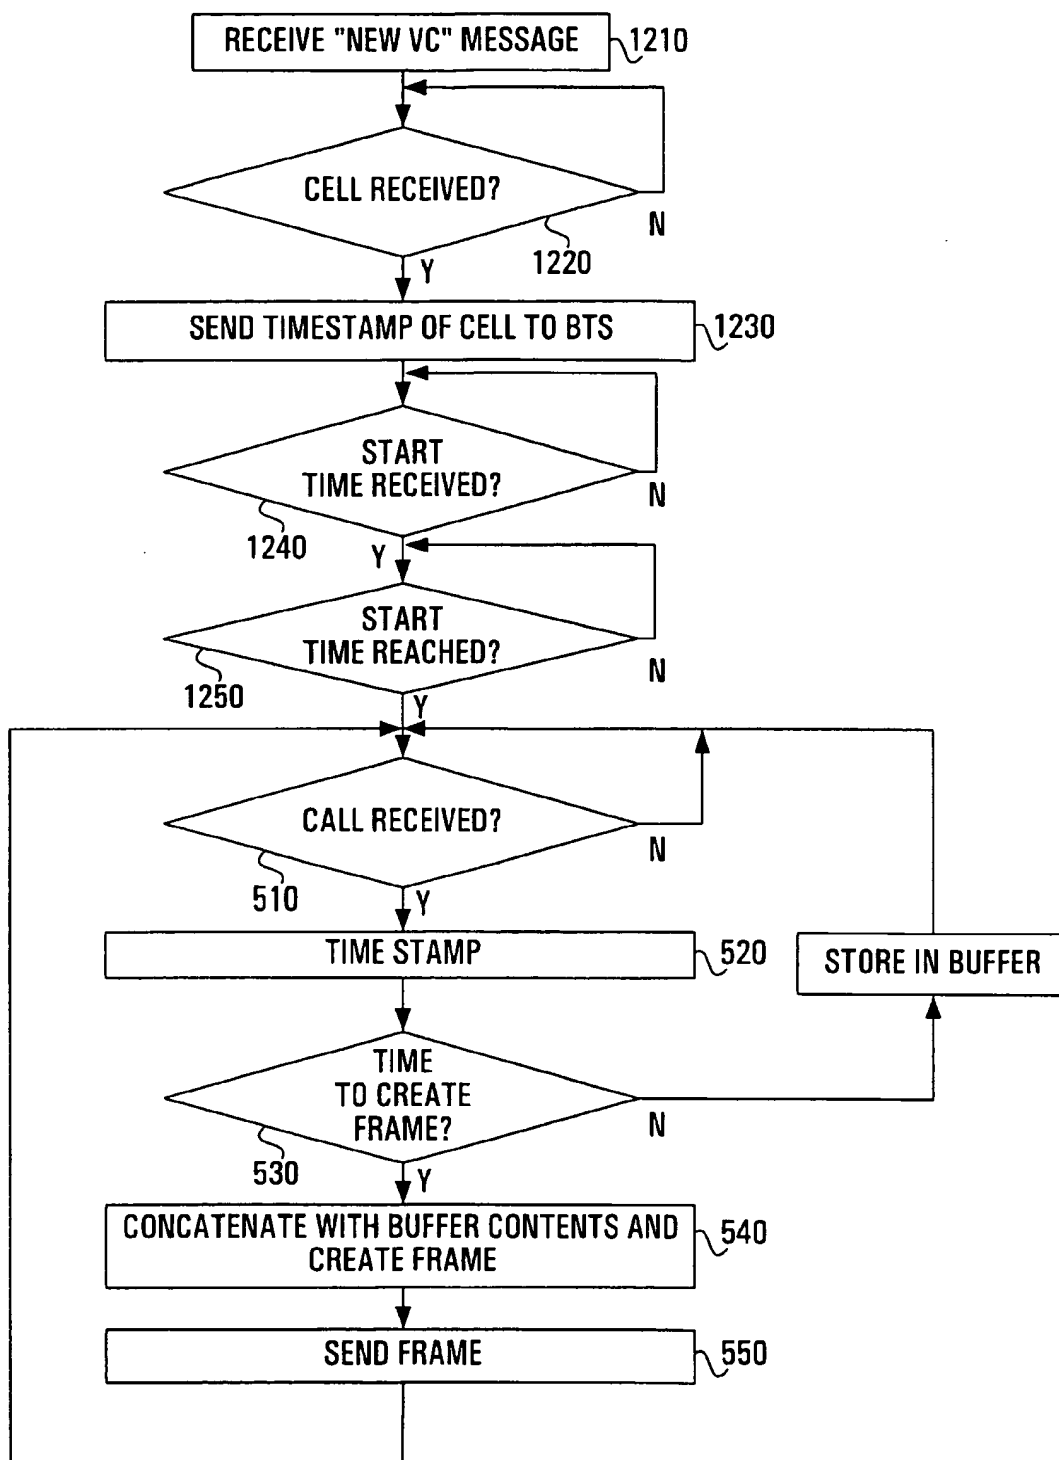 RECEIVE "NEW VC" MESSAGE
1210
CELL RECEIVED?
N
1220
Y
SEND TIMESTAMP OF CELL TO BTS
1230
START
TIME RECEIVED?
N
1240
Y
START
TIME REACHED?
N
1250
Y
CALL RECEIVED?
N
510
Y
TIME STAMP
520
STORE IN BUFFER
TIME
TO CREATE
FRAME?
N
530
Y
CONCATENATE WITH BUFFER CONTENTS AND
CREATE FRAME
540
SEND FRAME
550